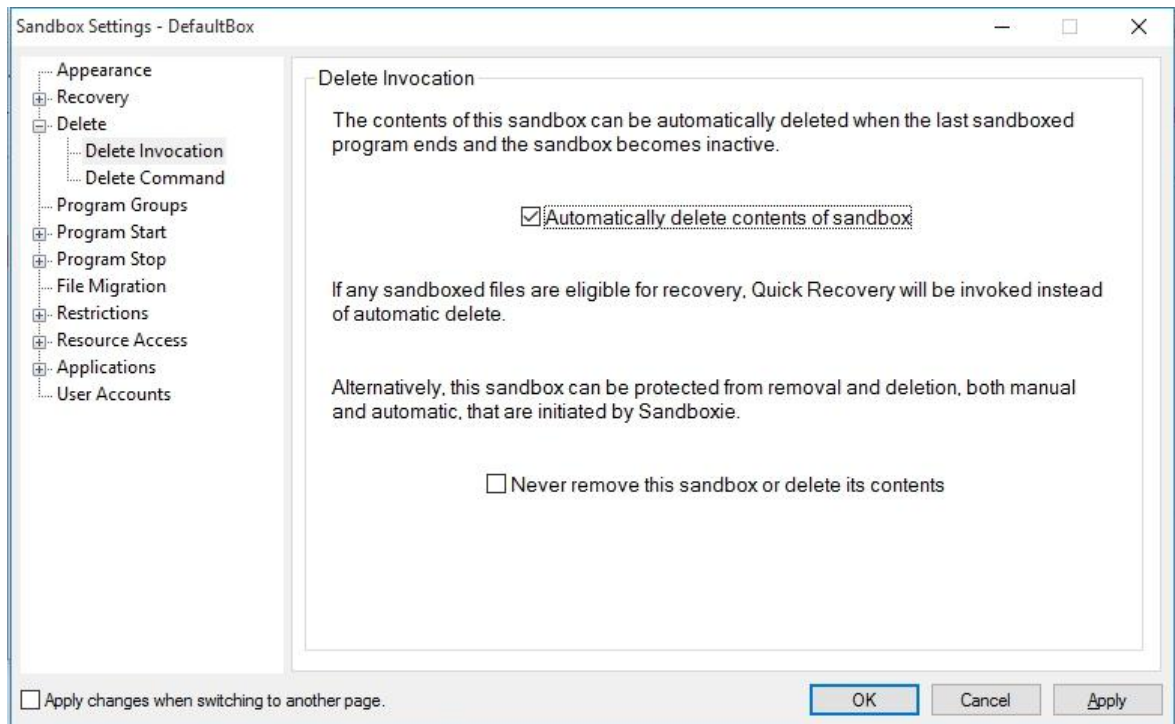 Sandbox Settings - DefaultBox
Appearance
Recovery
Delete
Delete Invocation
Delete Command
Program Groups
Program Start
Program Stop
File Migration
Restrictions
Resource Access
Applications
User Accounts
Delete Invocation
The contents of this sandbox can be automatically deleted when the last sandboxed
program ends and the sandbox becomes inactive.
Automatically delete contents of sandbox
If any sandboxed files are eligible for recovery, Quick Recovery will be invoked instead
of automatic delete.
Alternatively, this sandbox can be protected from removal and deletion, both manual
and automatic, that are initiated by Sandboxie.
Never remove this sandbox or delete its contents
Apply changes when switching to another page.
OK
Cancel
Apply